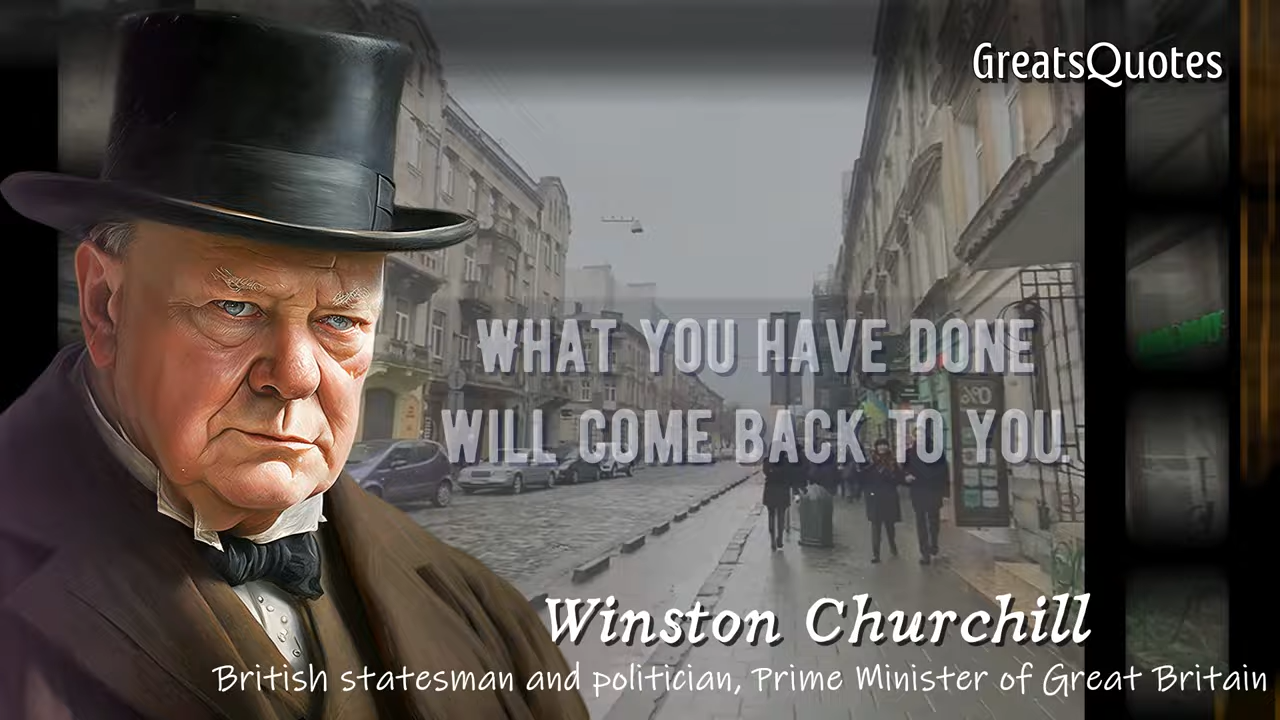 GreatsQuotes
WHAT YOU HAVE DONE
WILL COME BACK TO YOU.
Winston Churchill
British statesman and politician, Prime Minister of Great Britain